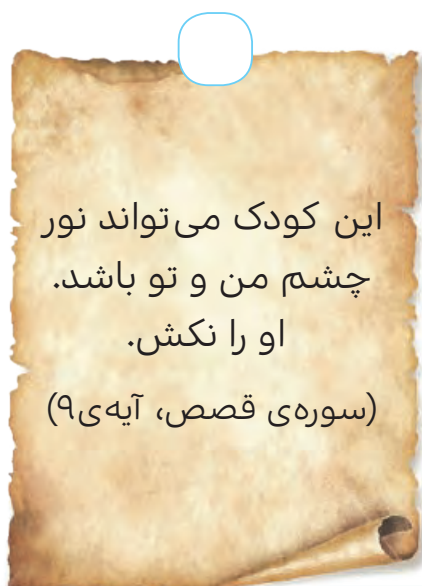 این کودک می‌تواند نور
چشم من و تو باشد.
او را نکش.
(سوره‌ی قصص، آیه‌ی۹)